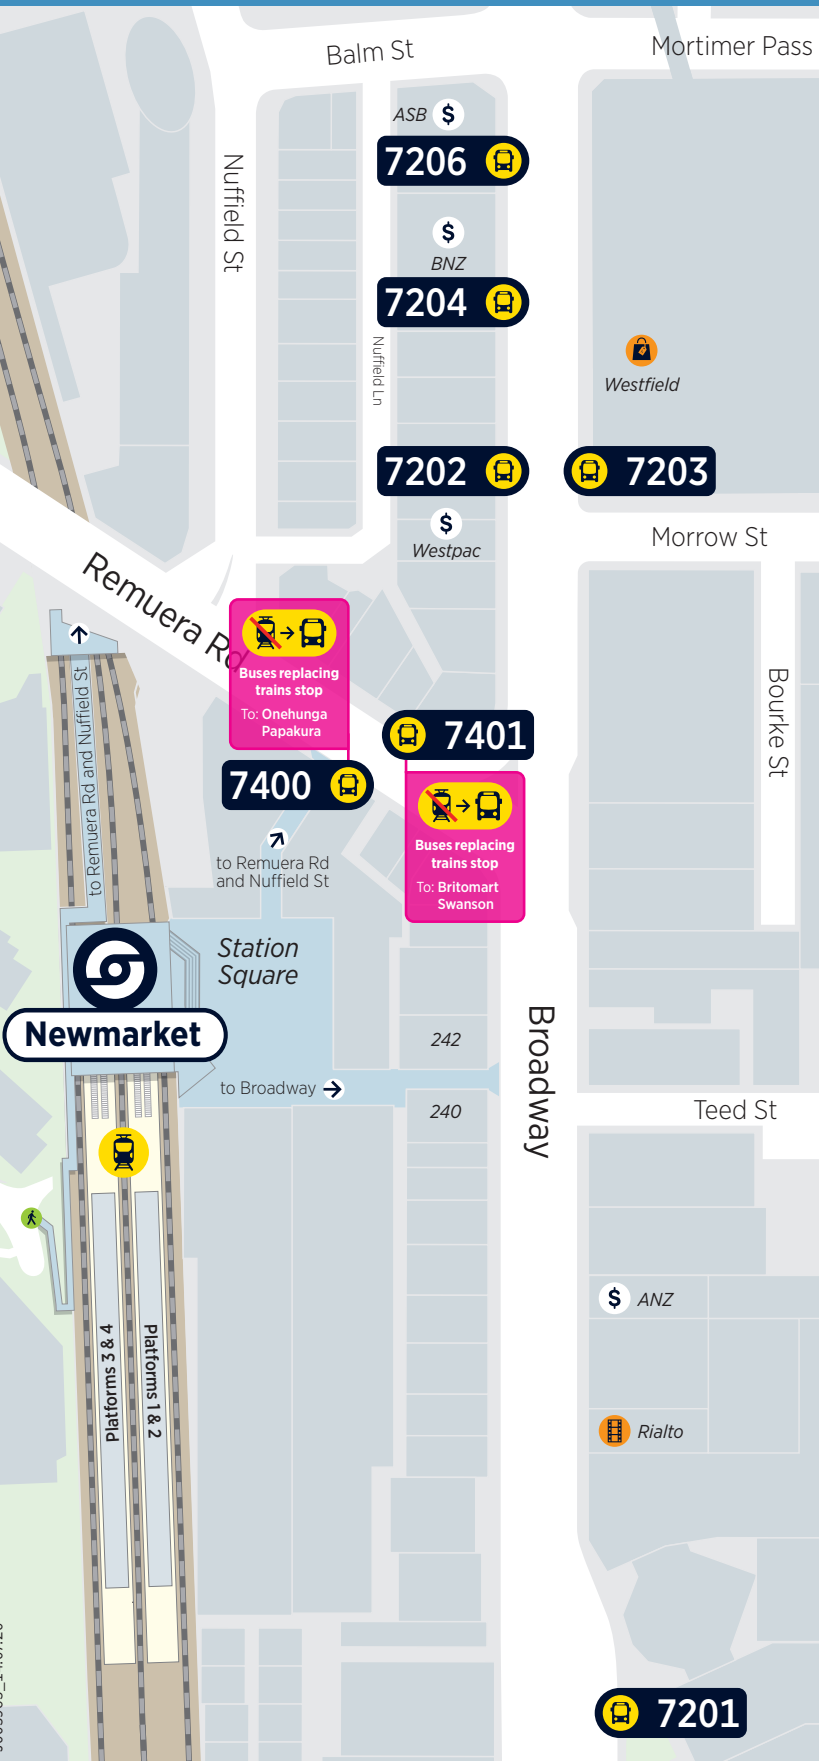 Balm St
Mortimer Pass
ASB $
7206
Nuffield St
$
BNZ
7204
Nuffield Ln
Westfield
7202
7203
$
Westpac
Morrow St
Remuera Rd
Buses replacing
trains stop
To: Onehunga
Papakura
to Remuera Rd and Nuffield St
Bourke St
7401
7400
Buses replacing
trains stop
To: Britomart
Swanson
to Remuera Rd
and Nuffield St
Station
Square
Newmarket
Broadway
242
to Broadway
240
Teed St
$ ANZ
Platforms 3 & 4
Platforms 1 & 2
Rialto
7201